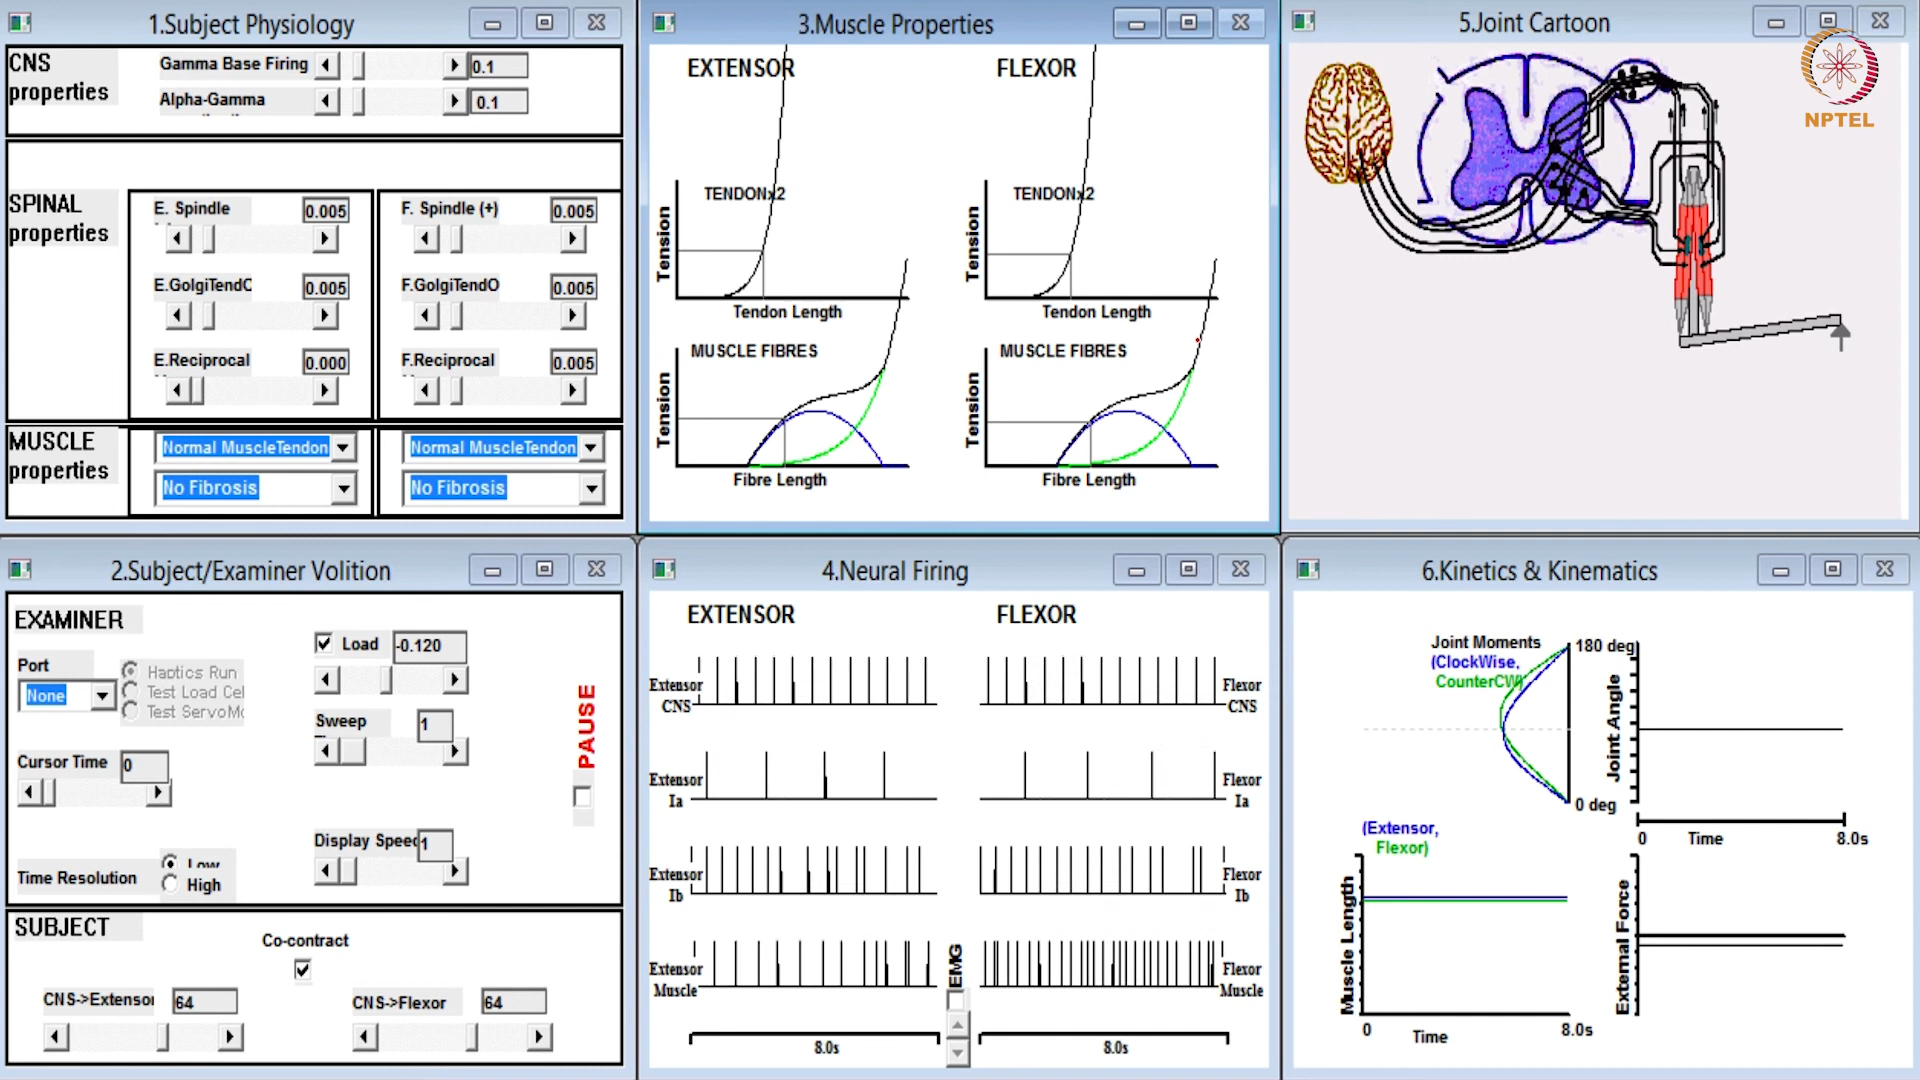 1.Subject Physiology
CNS
properties
Gamma Base Firing
0.1
Alpha-Gamma
0.1
SPINAL
properties
E. Spindle
0.005
F. Spindle (+)
0.005
E.GolgiTendO
0.005
F.GolgiTendO
0.005
E.Reciprocal
0.000
F.Reciprocal
0.005
MUSCLE
properties
Normal MuscleTendon
Normal MuscleTendon
No Fibrosis
No Fibrosis
3.Muscle Properties
EXTENSOR
FLEXOR
TENDONx2
TENDONx2
Tension
Tension
Tendon Length
Tendon Length
MUSCLE FIBRES
MUSCLE FIBRES
Tension
Tension
Fibre Length
Fibre Length
5.Joint Cartoon
NPTEL
2.Subject/Examiner Volition
EXAMINER
Port
None
Haptics Run
Test Load Cel
Test ServoMo
Load
-0.120
Sweep
1
PAUSE
Cursor Time
0
Display Speed
1
Time Resolution
Low
High
SUBJECT
Co-contract
CNS->Extensor
64
CNS->Flexor
64
4.Neural Firing
EXTENSOR
FLEXOR
Extensor
CNS
Flexor
CNS
Extensor
Ia
Flexor
Ia
Extensor
Ib
Flexor
Ib
Extensor
Muscle
EMG
Flexor
Muscle
8.0s
8.0s
6.Kinetics & Kinematics
Joint Moments
(ClockWise,
CounterCW)
180 deg
Joint Angle
0 deg
0
Time
8.0s
(Extensor,
Flexor)
Muscle Length
0
Time
8.0s
External Force